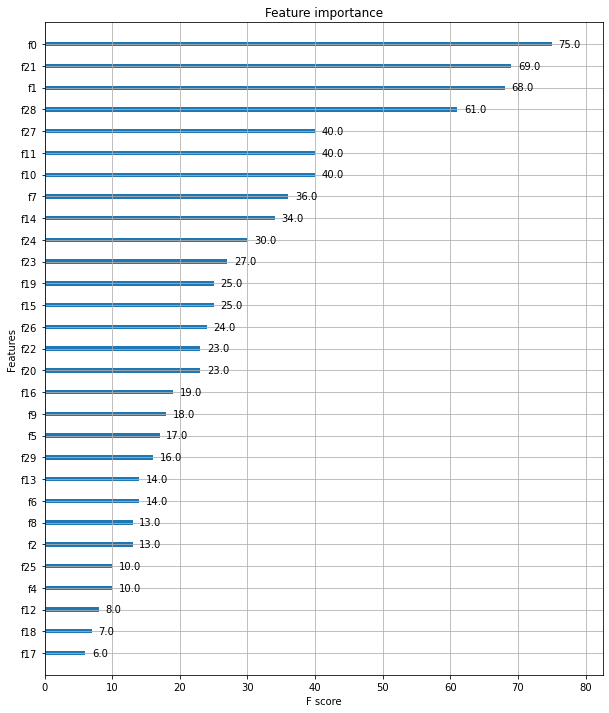 Feature importance
f0 75.0
f21 69.0
f1 68.0
f28 61.0
f27 40.0
f11 40.0
f10 40.0
f7 36.0
f14 34.0
f24 30.0
f23 27.0
f19 25.0
f15 25.0
f26 24.0
f22 23.0
f20 23.0
f16 19.0
f9 18.0
f5 17.0
f29 16.0
f13 14.0
f6 14.0
f8 13.0
f2 13.0
f25 10.0
f4 10.0
f12 8.0
f18 7.0
f17 6.0
Features
0 10 20 30 40 50 60 70 80
F score